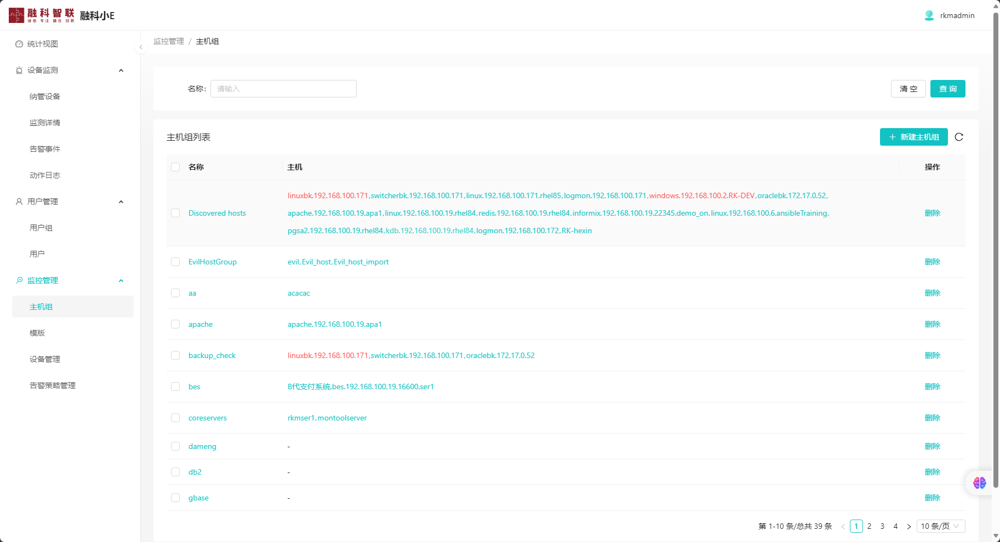 融科智联
诚信 专注 融合 创新
融科小E
rkmadmin
统计视图
设备监测
纳管设备
监测详情
告警事件
动作日志
用户管理
用户组
用户
监控管理
主机组
模版
设备管理
告警策略管理
监控管理 / 主机组
名称: 请输入
清 空
查 询
主机组列表
新建主机组
名称 主机 操作
Discovered hosts
linuxbk.192.168.100.171,switcherbk.192.168.100.171,linux.192.168.100.171.rhel85,logmon.192.168.100.171,windows.192.168.100.2.RK-DEV,oraclebk.172.17.0.52,
apache.192.168.100.19.apa1,linux.192.168.100.19.rhel84,redis.192.168.100.19.rhel84,informix.192.168.100.19.22345.demo_on,linux.192.168.100.6.ansibleTraining,
pgsa2.192.168.100.19.rhel84,kdb.192.168.100.19.rhel84,logmon.192.168.100.172,RK-hexin
删除
EvilHostGroup evil,Evil_host,Evil_host_import 删除
aa acacac 删除
apache apache.192.168.100.19.apa1 删除
backup_check linuxbk.192.168.100.171,switcherbk.192.168.100.171,oraclebk.172.17.0.52 删除
bes B代支付系统.bes.192.168.100.19.16600.ser1 删除
coreservers rkmser1,montoolserver 删除
dameng - 删除
db2 - 删除
gbase - 删除
第 1-10 条/总共 39 条 < 1 2 3 4 > 10 条/页